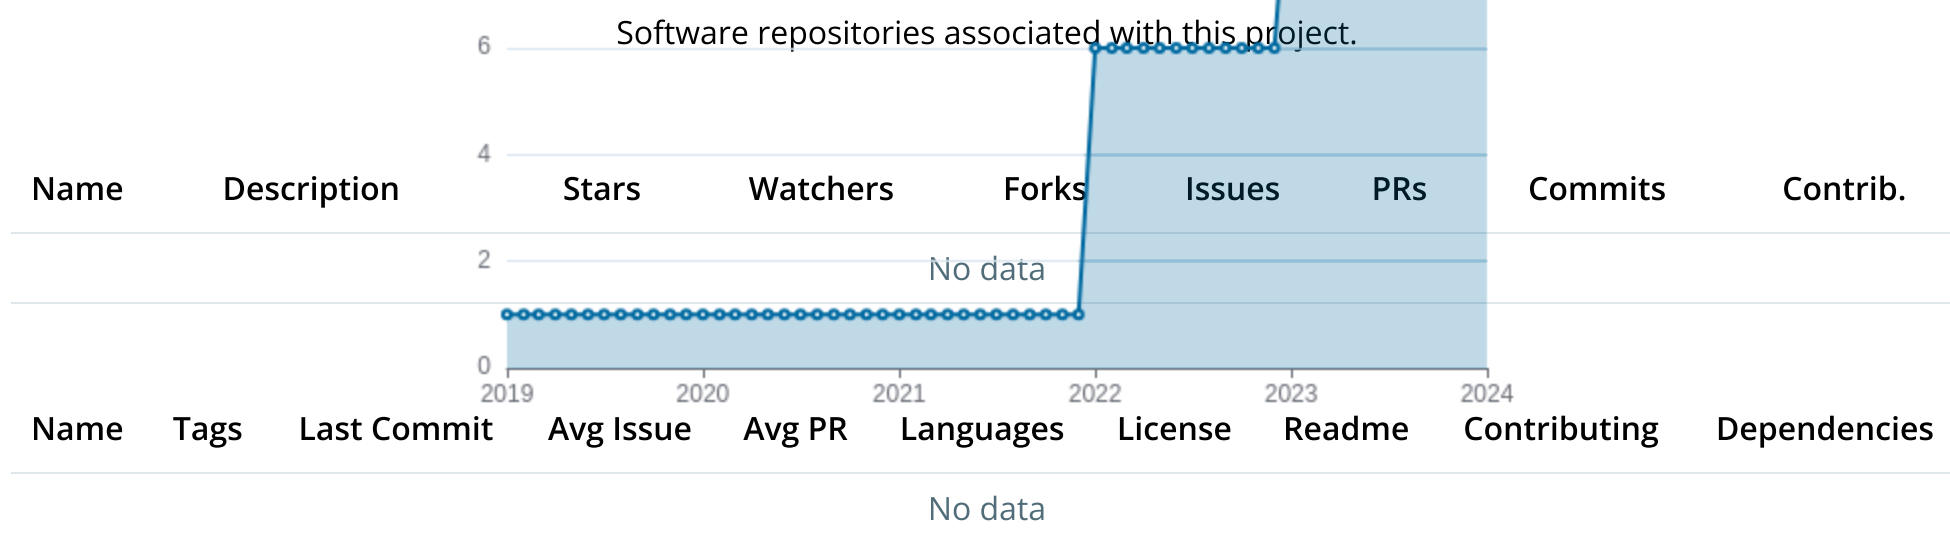 Software repositories associated with this project.
6
4
Name Description Stars Watchers Forks Issues PRs Commits Contrib.
2
No data
0
2019 2020 2021 2022 2023 2024
Name Tags Last Commit Avg Issue Avg PR Languages License Readme Contributing Dependencies
No data